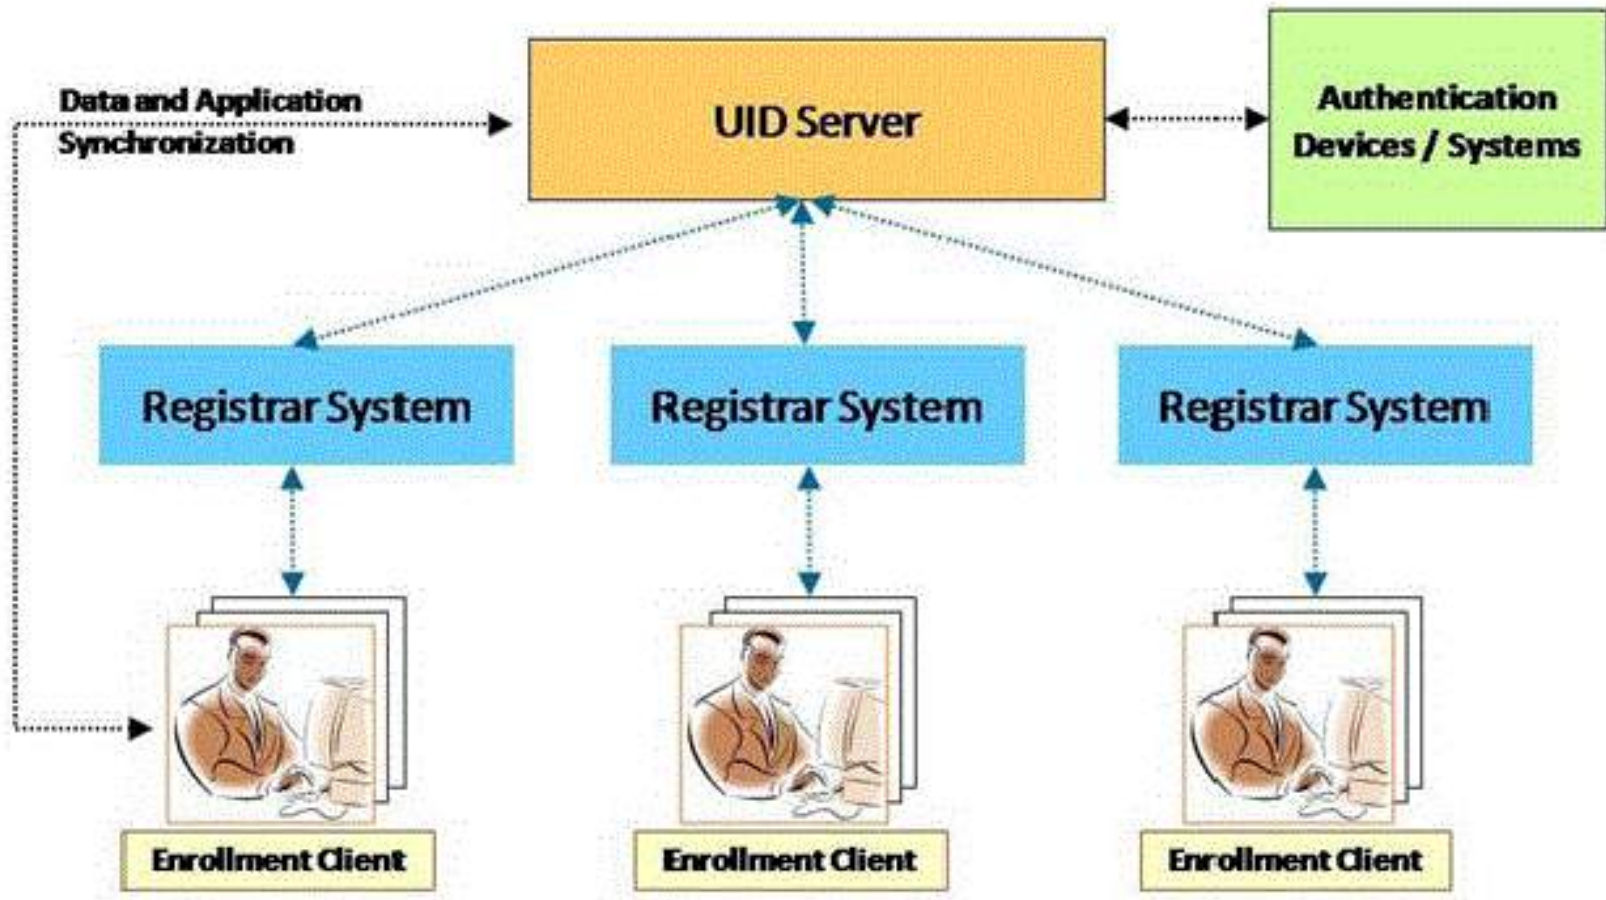 Data and Application
Synchronization
UID Server
Authentication
Devices / Systems
Registrar System
Registrar System
Registrar System
Enrollment Client
Enrollment Client
Enrollment Client